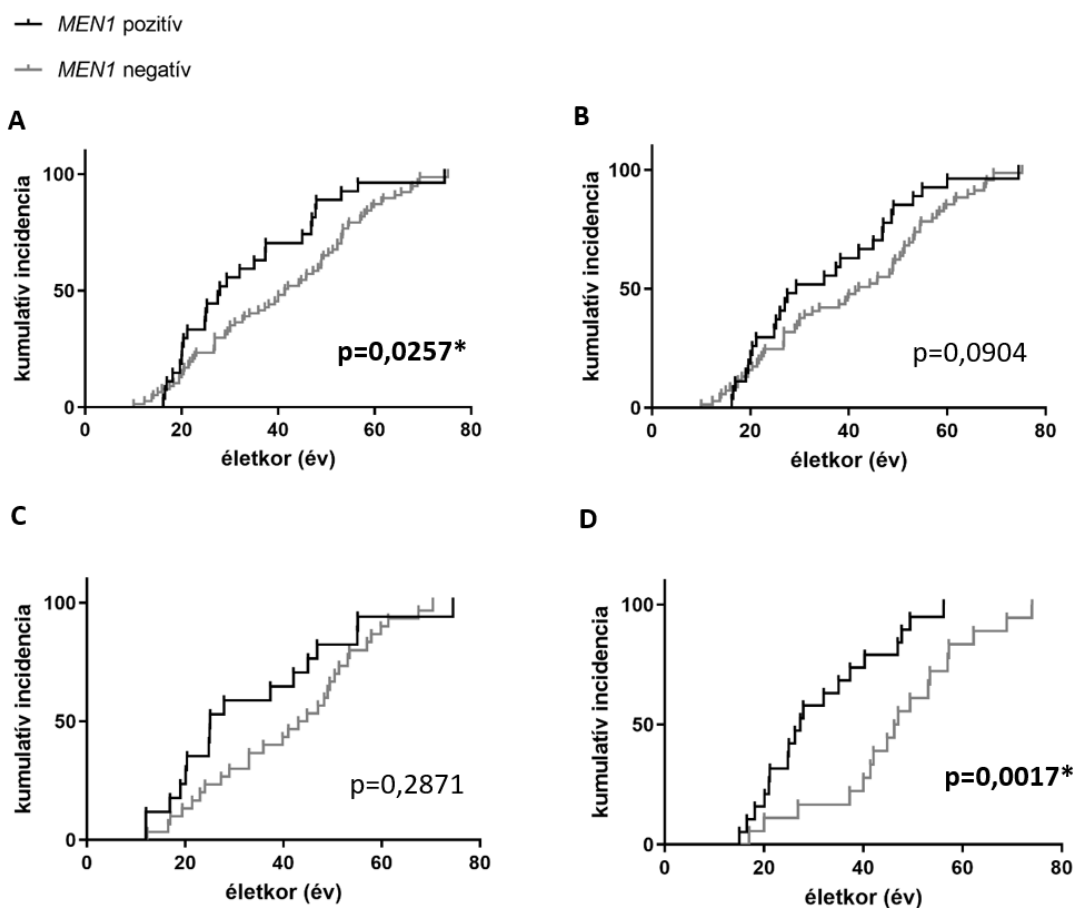 MEN1 pozitív
MEN1 negatív
A
kumulatív incidencia
100
50
0
p=0,0257*
0 20 40 60 80
életkor (év)
B
kumulatív incidencia
100
50
0
p=0,0904
0 20 40 60 80
életkor (év)
C
kumulatív incidencia
100
50
0
p=0,2871
0 20 40 60 80
életkor (év)
D
kumulatív incidencia
100
50
0
p=0,0017*
0 20 40 60 80
életkor (év)